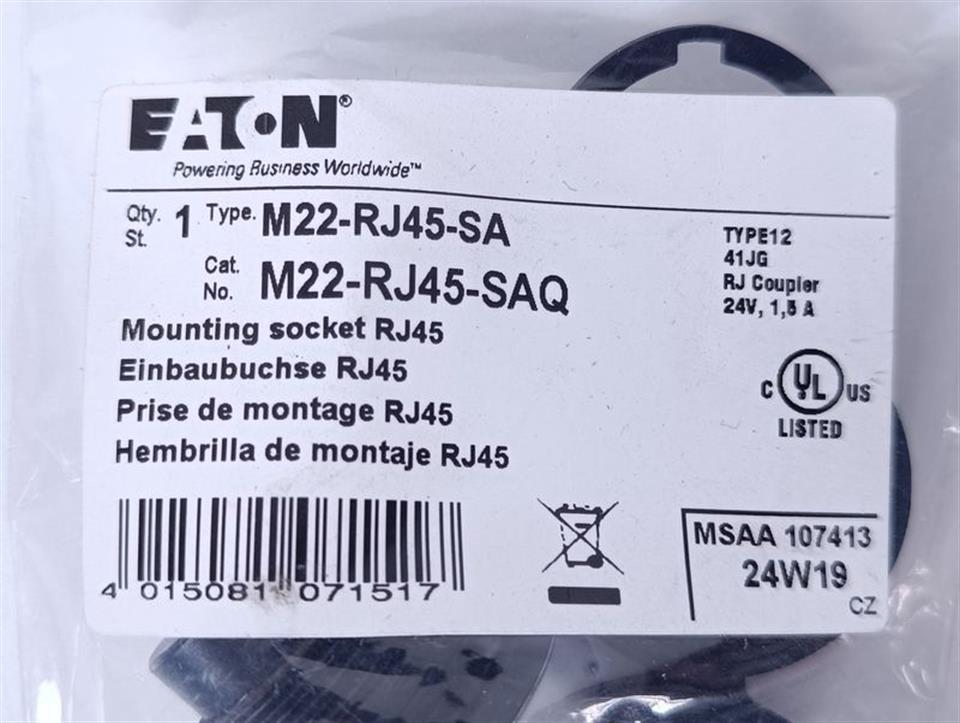 EATON®
Powering Business Worldwide™
Qty. 1 Type. M22-RJ45-SA
St.
Cat. No. M22-RJ45-SAQ
TYPE12
41JG
RJ Coupler
24V, 1,5 A
Mounting socket RJ45
Einbaubuchse RJ45
Prise de montage RJ45
Hembrilla de montaje RJ45
C UL US
LISTED
4 015081 071517
MSAA 107413
24W19
CZ